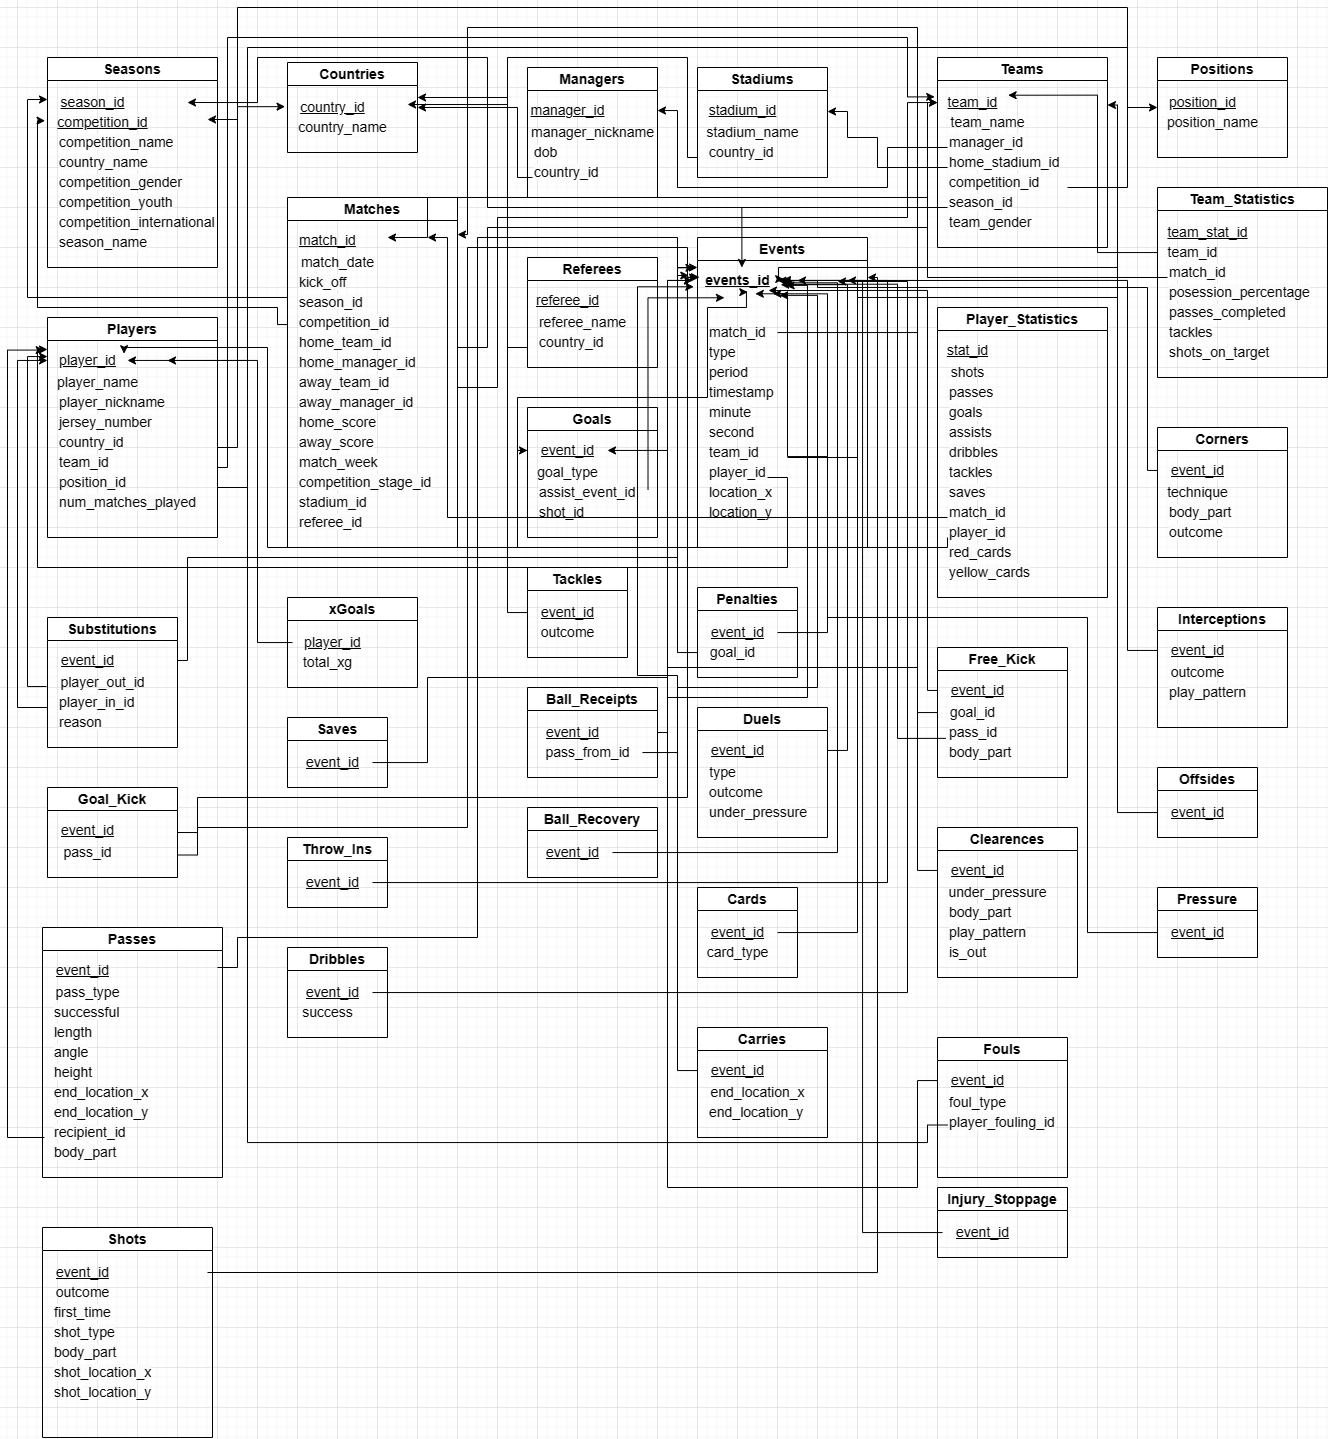 Seasons
season_id
competition_id
competition_name
country_name
competition_gender
competition_youth
competition_international
season_name
Countries
country_id
country_name
Managers
manager_id
manager_nickname
dob
country_id
Stadiums
stadium_id
stadium_name
country_id
Teams
team_id
team_name
manager_id
home_stadium_id
competition_id
season_id
team_gender
Positions
position_id
position_name
Team_Statistics
team_stat_id
team_id
match_id
posession_percentage
passes_completed
tackles
shots_on_target
Matches
match_id
match_date
kick_off
season_id
competition_id
home_team_id
home_manager_id
away_team_id
away_manager_id
home_score
away_score
match_week
competition_stage_id
stadium_id
referee_id
Referees
referee_id
referee_name
country_id
Events
events_id
match_id
type
period
timestamp
minute
second
team_id
player_id
location_x
location_y
Players
player_id
player_name
player_nickname
jersey_number
country_id
team_id
position_id
num_matches_played
Player_Statistics
stat_id
shots
passes
goals
assists
dribbles
tackles
saves
match_id
player_id
red_cards
yellow_cards
Goals
event_id
goal_type
assist_event_id
shot_id
Corners
event_id
technique
body_part
outcome
Tackles
event_id
outcome
Penalties
event_id
goal_id
xGoals
player_id
total_xg
Substitutions
event_id
player_out_id
player_in_id
reason
Interceptions
event_id
outcome
play_pattern
Free_Kick
event_id
goal_id
pass_id
body_part
Ball_Receipts
event_id
pass_from_id
Duels
event_id
type
outcome
under_pressure
Saves
event_id
Offsides
event_id
Goal_Kick
event_id
pass_id
Ball_Recovery
event_id
Clearences
event_id
under_pressure
body_part
play_pattern
is_out
Throw_Ins
event_id
Cards
event_id
card_type
Pressure
event_id
Passes
event_id
pass_type
successful
length
angle
height
end_location_x
end_location_y
recipient_id
body_part
Dribbles
event_id
success
Carries
event_id
end_location_x
end_location_y
Fouls
event_id
foul_type
player_fouling_id
Injury_Stoppage
event_id
Shots
event_id
outcome
first_time
shot_type
body_part
shot_location_x
shot_location_y